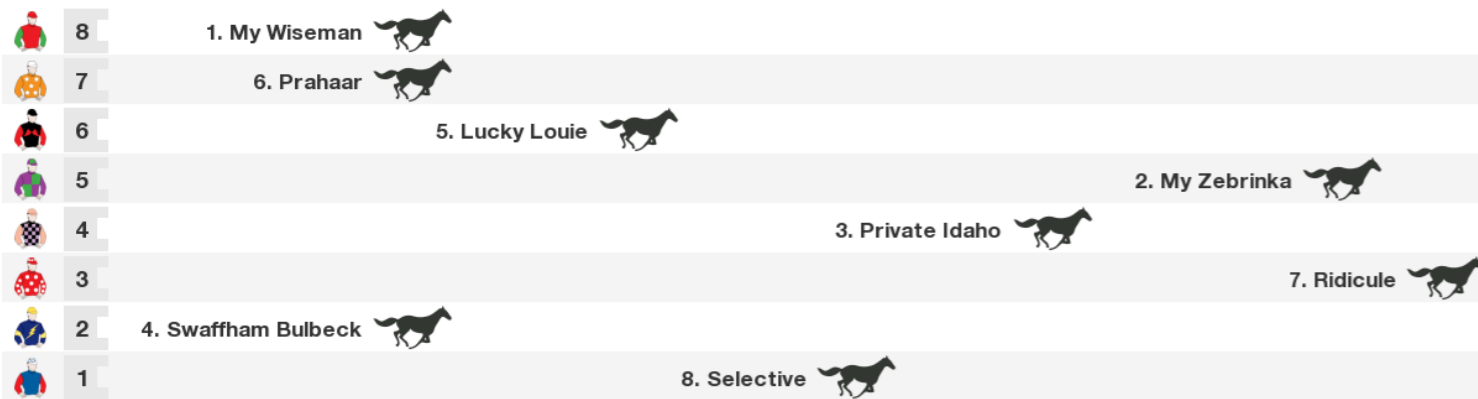 8 1. My Wiseman
7 6. Prahaar
6 5. Lucky Louie
5 2. My Zebrinka
4 3. Private Idaho
3 7. Ridicule
2 4. Swaffham Bulbeck
1 8. Selective